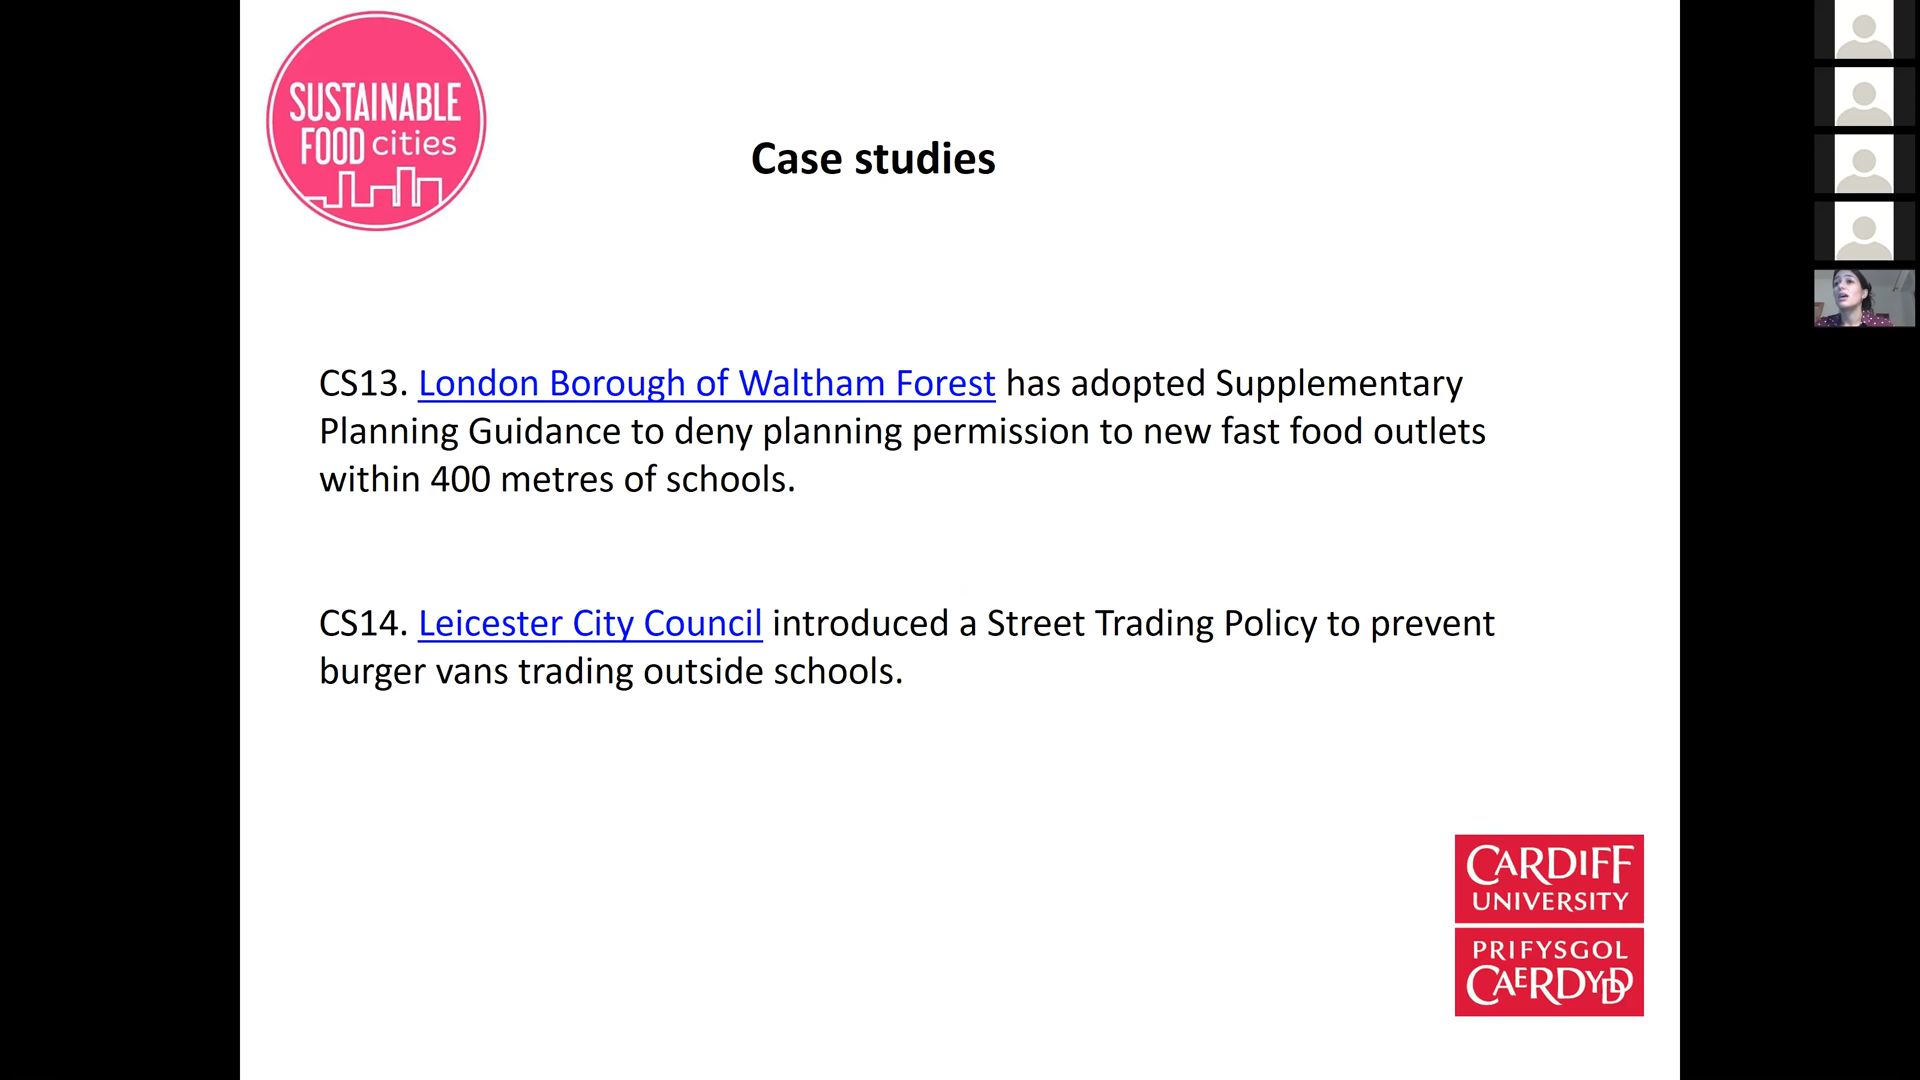 SUSTAINABLE
FOOD cities
Case studies
CS13. London Borough of Waltham Forest has adopted Supplementary
Planning Guidance to deny planning permission to new fast food outlets
within 400 metres of schools.
CS14. Leicester City Council introduced a Street Trading Policy to prevent
burger vans trading outside schools.
CARDIFF
UNIVERSITY
PRIFYSGOL
CAERDYDD